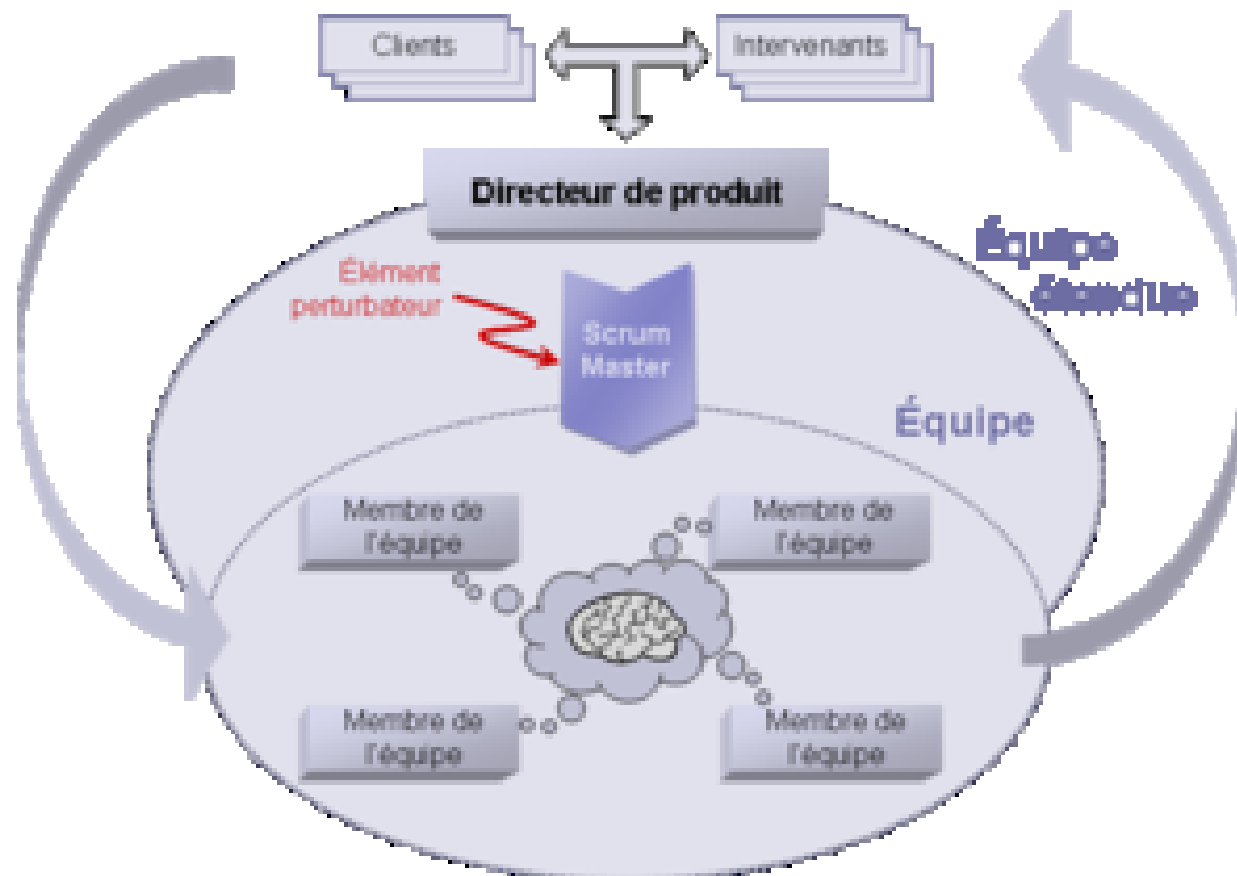 Clients
Intervenants
Directeur de produit
Équipe
étendue
Élément
perturbateur
Scrum
Master
Équipe
Membre de
l'équipe
Membre de
l'équipe
Membre de
l'équipe
Membre de
l'équipe